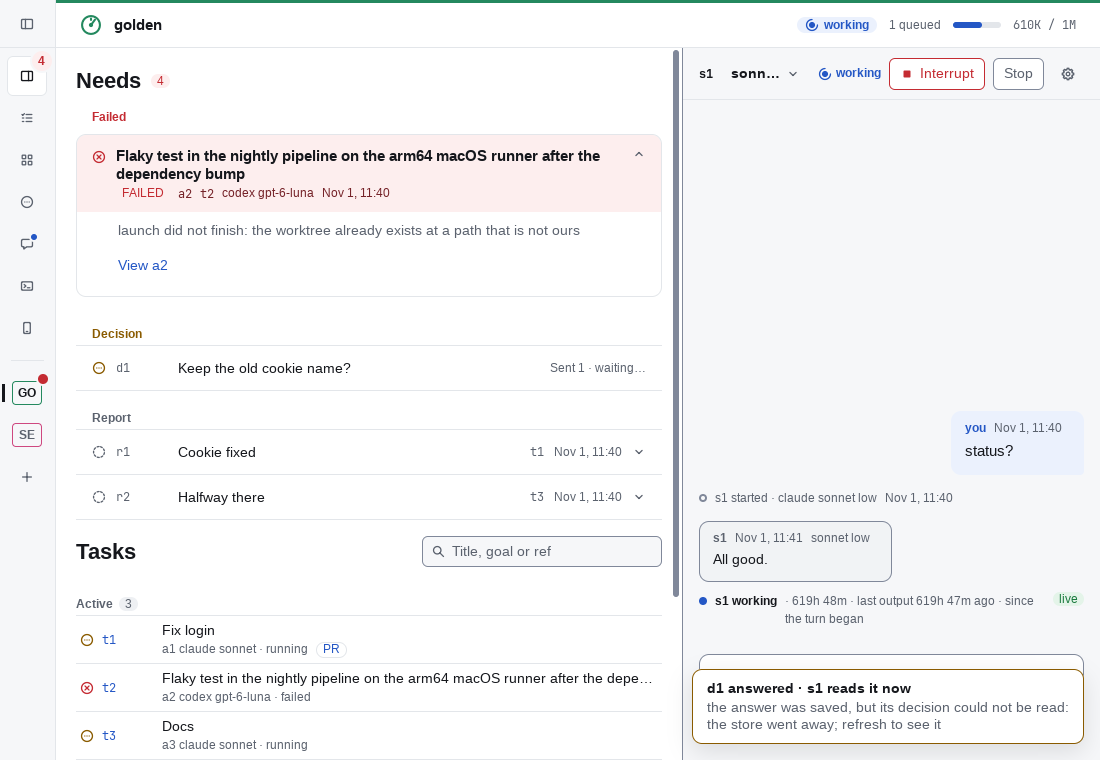 golden
working
1 queued
610K / 1M
4
GO
SE
Needs 4
Failed
Flaky test in the nightly pipeline on the arm64 macOS runner after the
dependency bump
FAILED a2 t2 codex gpt-6-luna Nov 1, 11:40
launch did not finish: the worktree already exists at a path that is not ours
View a2
Decision
d1 Keep the old cookie name? Sent 1 · waiting…
Report
r1 Cookie fixed t1 Nov 1, 11:40
r2 Halfway there t3 Nov 1, 11:40
Tasks
Title, goal or ref
Active 3
t1 Fix login
a1 claude sonnet · running PR
t2 Flaky test in the nightly pipeline on the arm64 macOS runner after the depe…
a2 codex gpt-6-luna · failed
t3 Docs
a3 claude sonnet · running
s1 sonn… working Interrupt Stop
you Nov 1, 11:40
status?
s1 started · claude sonnet low Nov 1, 11:40
s1 Nov 1, 11:41 sonnet low
All good.
s1 working · 619h 48m · last output 619h 47m ago · since live
the turn began
d1 answered · s1 reads it now
the answer was saved, but its decision could not be read:
the store went away; refresh to see it